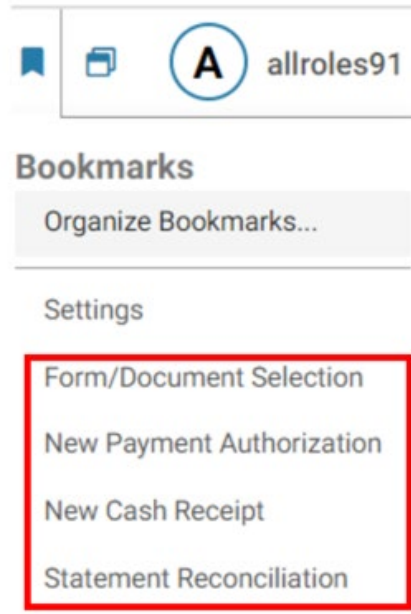 A allroles91
Bookmarks
Organize Bookmarks...
Settings
Form/Document Selection
New Payment Authorization
New Cash Receipt
Statement Reconciliation